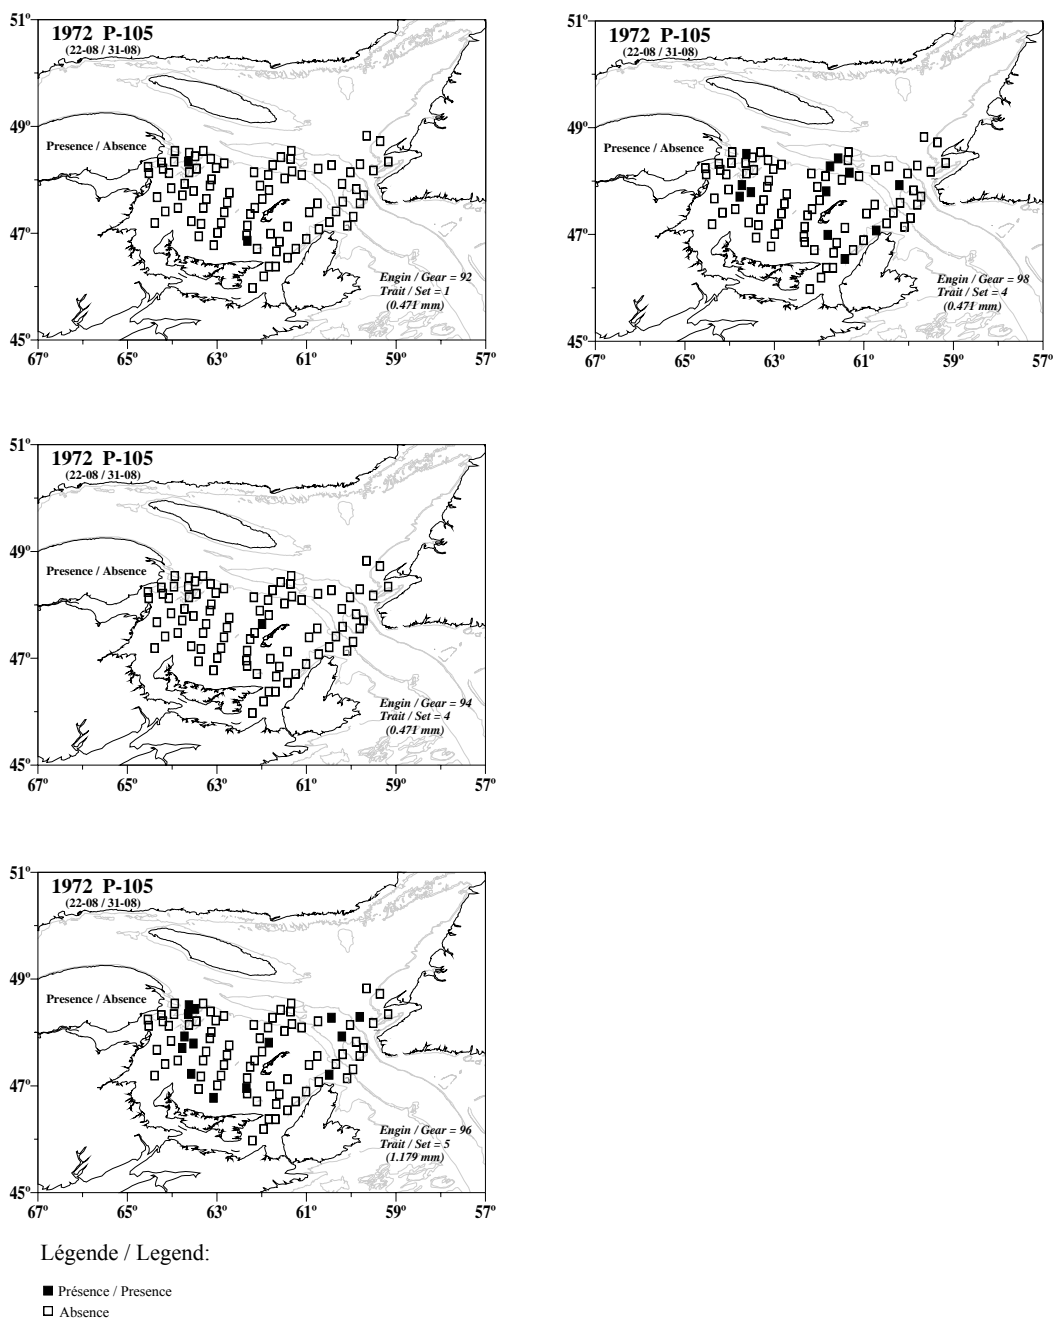 51º
1972 P-105
(22-08 / 31-08)
49º
Presence / Absence
47º
Engin / Gear = 92
Trait / Set = 1
(0.471 mm)
45º
67º 65º 63º 61º 59º 57º
51º
1972 P-105
(22-08 / 31-08)
49º
Presence / Absence
47º
Engin / Gear = 98
Trait / Set = 4
(0.471 mm)
45º
67º 65º 63º 61º 59º 57º
51º
1972 P-105
(22-08 / 31-08)
49º
Presence / Absence
47º
Engin / Gear = 94
Trait / Set = 4
(0.471 mm)
45º
67º 65º 63º 61º 59º 57º
51º
1972 P-105
(22-08 / 31-08)
49º
Presence / Absence
47º
Engin / Gear = 96
Trait / Set = 5
(1.179 mm)
45º
67º 65º 63º 61º 59º 57º
Légende / Legend:
Présence / Presence
Absence